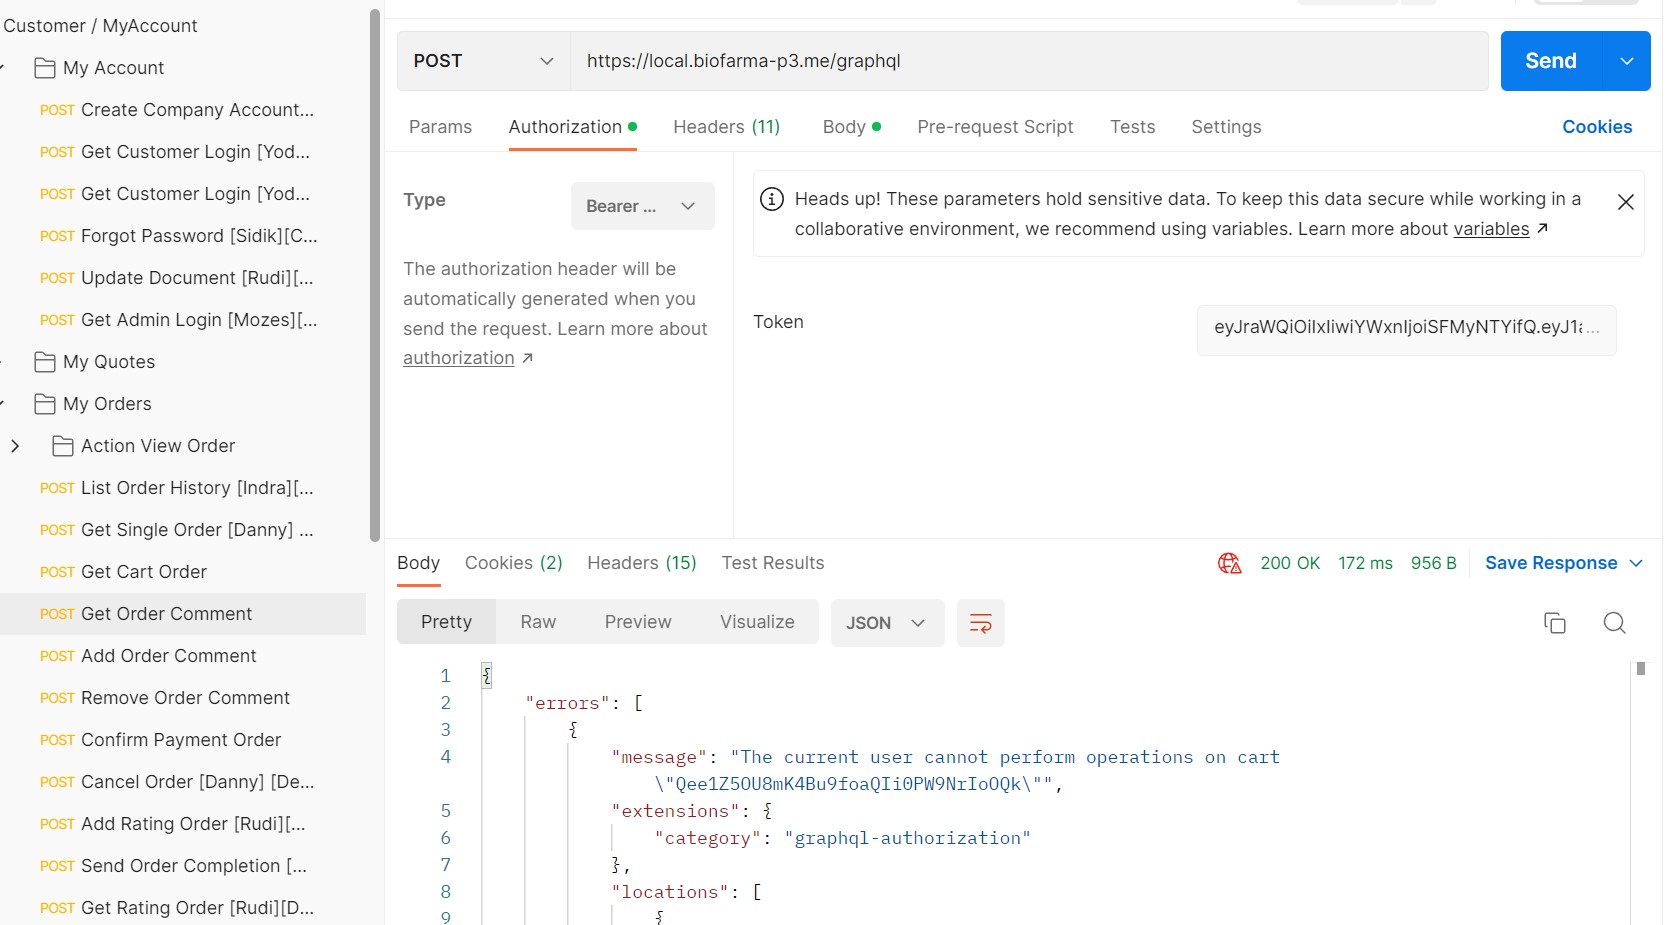 Customer / MyAccount
My Account
POST Create Company Account...
POST Get Customer Login [Yod...
POST Get Customer Login [Yod...
POST Forgot Password [Sidik][C...
POST Update Document [Rudi][...
POST Get Admin Login [Mozes][...
My Quotes
My Orders
Action View Order
POST List Order History [Indra][...
POST Get Single Order [Danny] ...
POST Get Cart Order
POST Get Order Comment
POST Add Order Comment
POST Remove Order Comment
POST Confirm Payment Order
POST Cancel Order [Danny] [De...
POST Add Rating Order [Rudi][...
POST Send Order Completion [...
POST Get Rating Order [Rudi][D...
POST https://local.biofarma-p3.me/graphql Send
Params Authorization Headers (11) Body Pre-request Script Tests Settings Cookies
Type Bearer ...
The authorization header will be
automatically generated when you
send the request. Learn more about
authorization ↗
Heads up! These parameters hold sensitive data. To keep this data secure while working in a
collaborative environment, we recommend using variables. Learn more about variables ↗
Token eyJraWQiOiIxIiwiYWxnIjoiSFMyNTYifQ.eyJ1...
Body Cookies (2) Headers (15) Test Results 200 OK 172 ms 956 B Save Response
Pretty Raw Preview Visualize JSON
1 {
2 "errors": [
3 {
4 "message": "The current user cannot perform operations on cart
\"Qee1Z5OU8mK4Bu9foaQIi0PW9NrIoOQk\"",
5 "extensions": {
6 "category": "graphql-authorization"
7 },
8 "locations": [
9 {